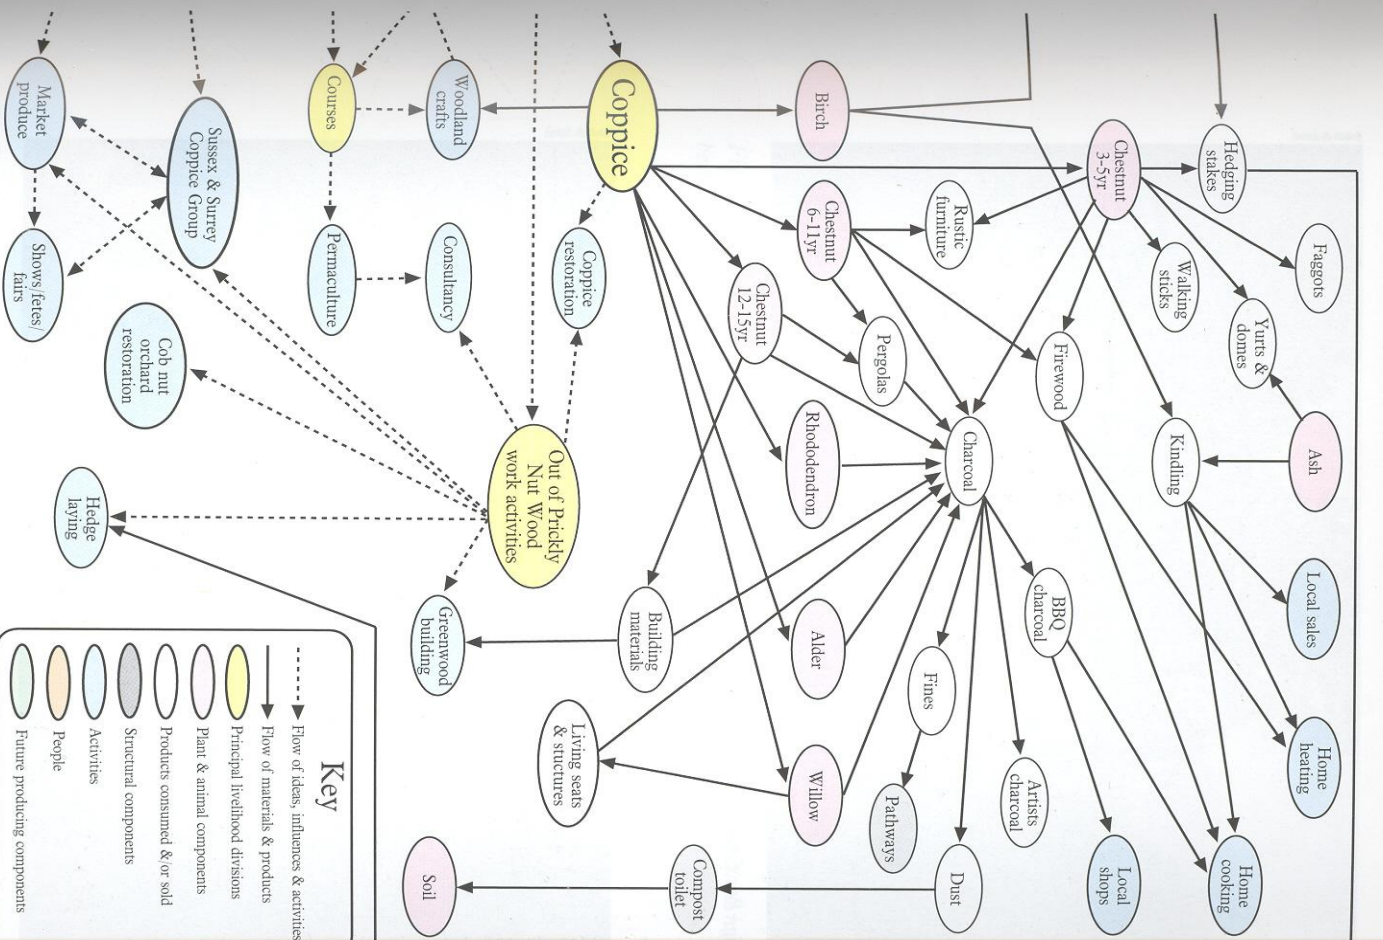 Faggots
Ash
Local sales
Home
heating
Yurts &
domes
Hedging
stakes
Home
cooking
Walking
sticks
Kindling
Chestnut
3-5yr
Local
shops
Firewood
BBQ
charcoal
Artists
charcoal
Rustic
furniture
Charcoal
Dust
Fines
Pergolas
Pathways
Birch
Chestnut
6-11yr
Rhododendron
Alder
Willow
Chestnut
12-15yr
Compost
toilet
Building
materials
Coppice
Coppice
restoration
Living seats
& structures
Out of Prickly
Nut Wood
work activities
Woodland
crafts
Consultancy
Greenwood
building
Soil
Courses
Permaculture
Sussex & Surrey
Coppice Group
Cob nut
orchard
restoration
Hedge
laying
Market
produce
Shows/fetes/
fairs
Key
Flow of ideas, influences & activities
Flow of materials & products
Principal livelihood divisions
Plant & animal components
Products consumed &/or sold
Structural components
Activities
People
Future producing components